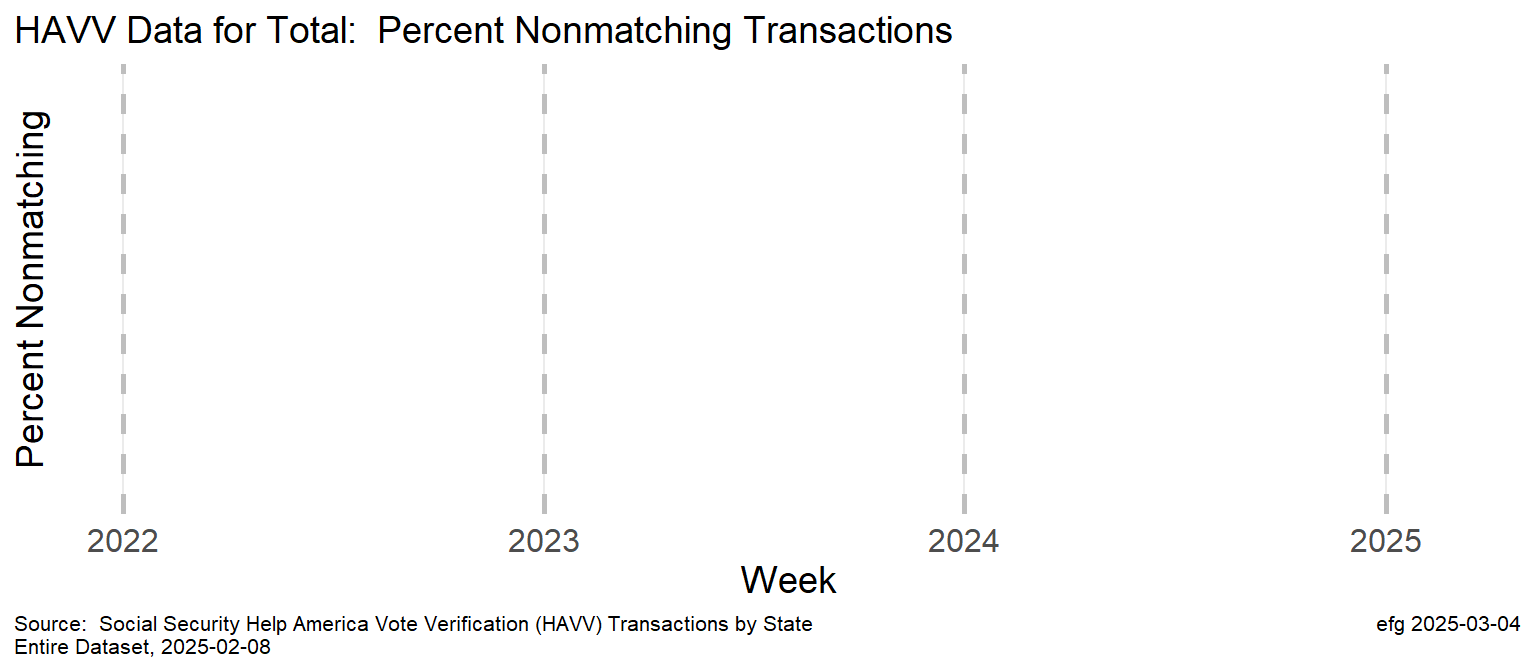 HAVV Data for Total:  Percent Nonmatching Transactions
Percent Nonmatching
2022 2023 2024 2025
Week
Source:  Social Security Help America Vote Verification (HAVV) Transactions by State
Entire Dataset, 2025-02-08
efg 2025-03-04